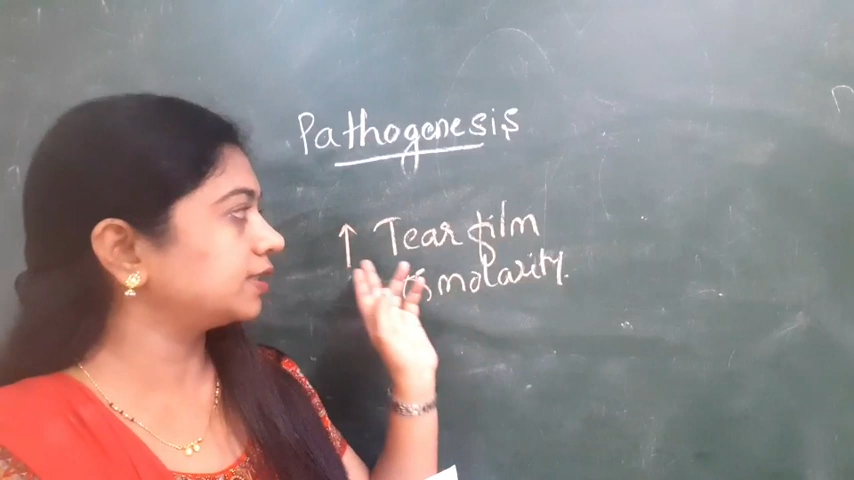 Pathogenesis
↑ Tear film
osmolarity.